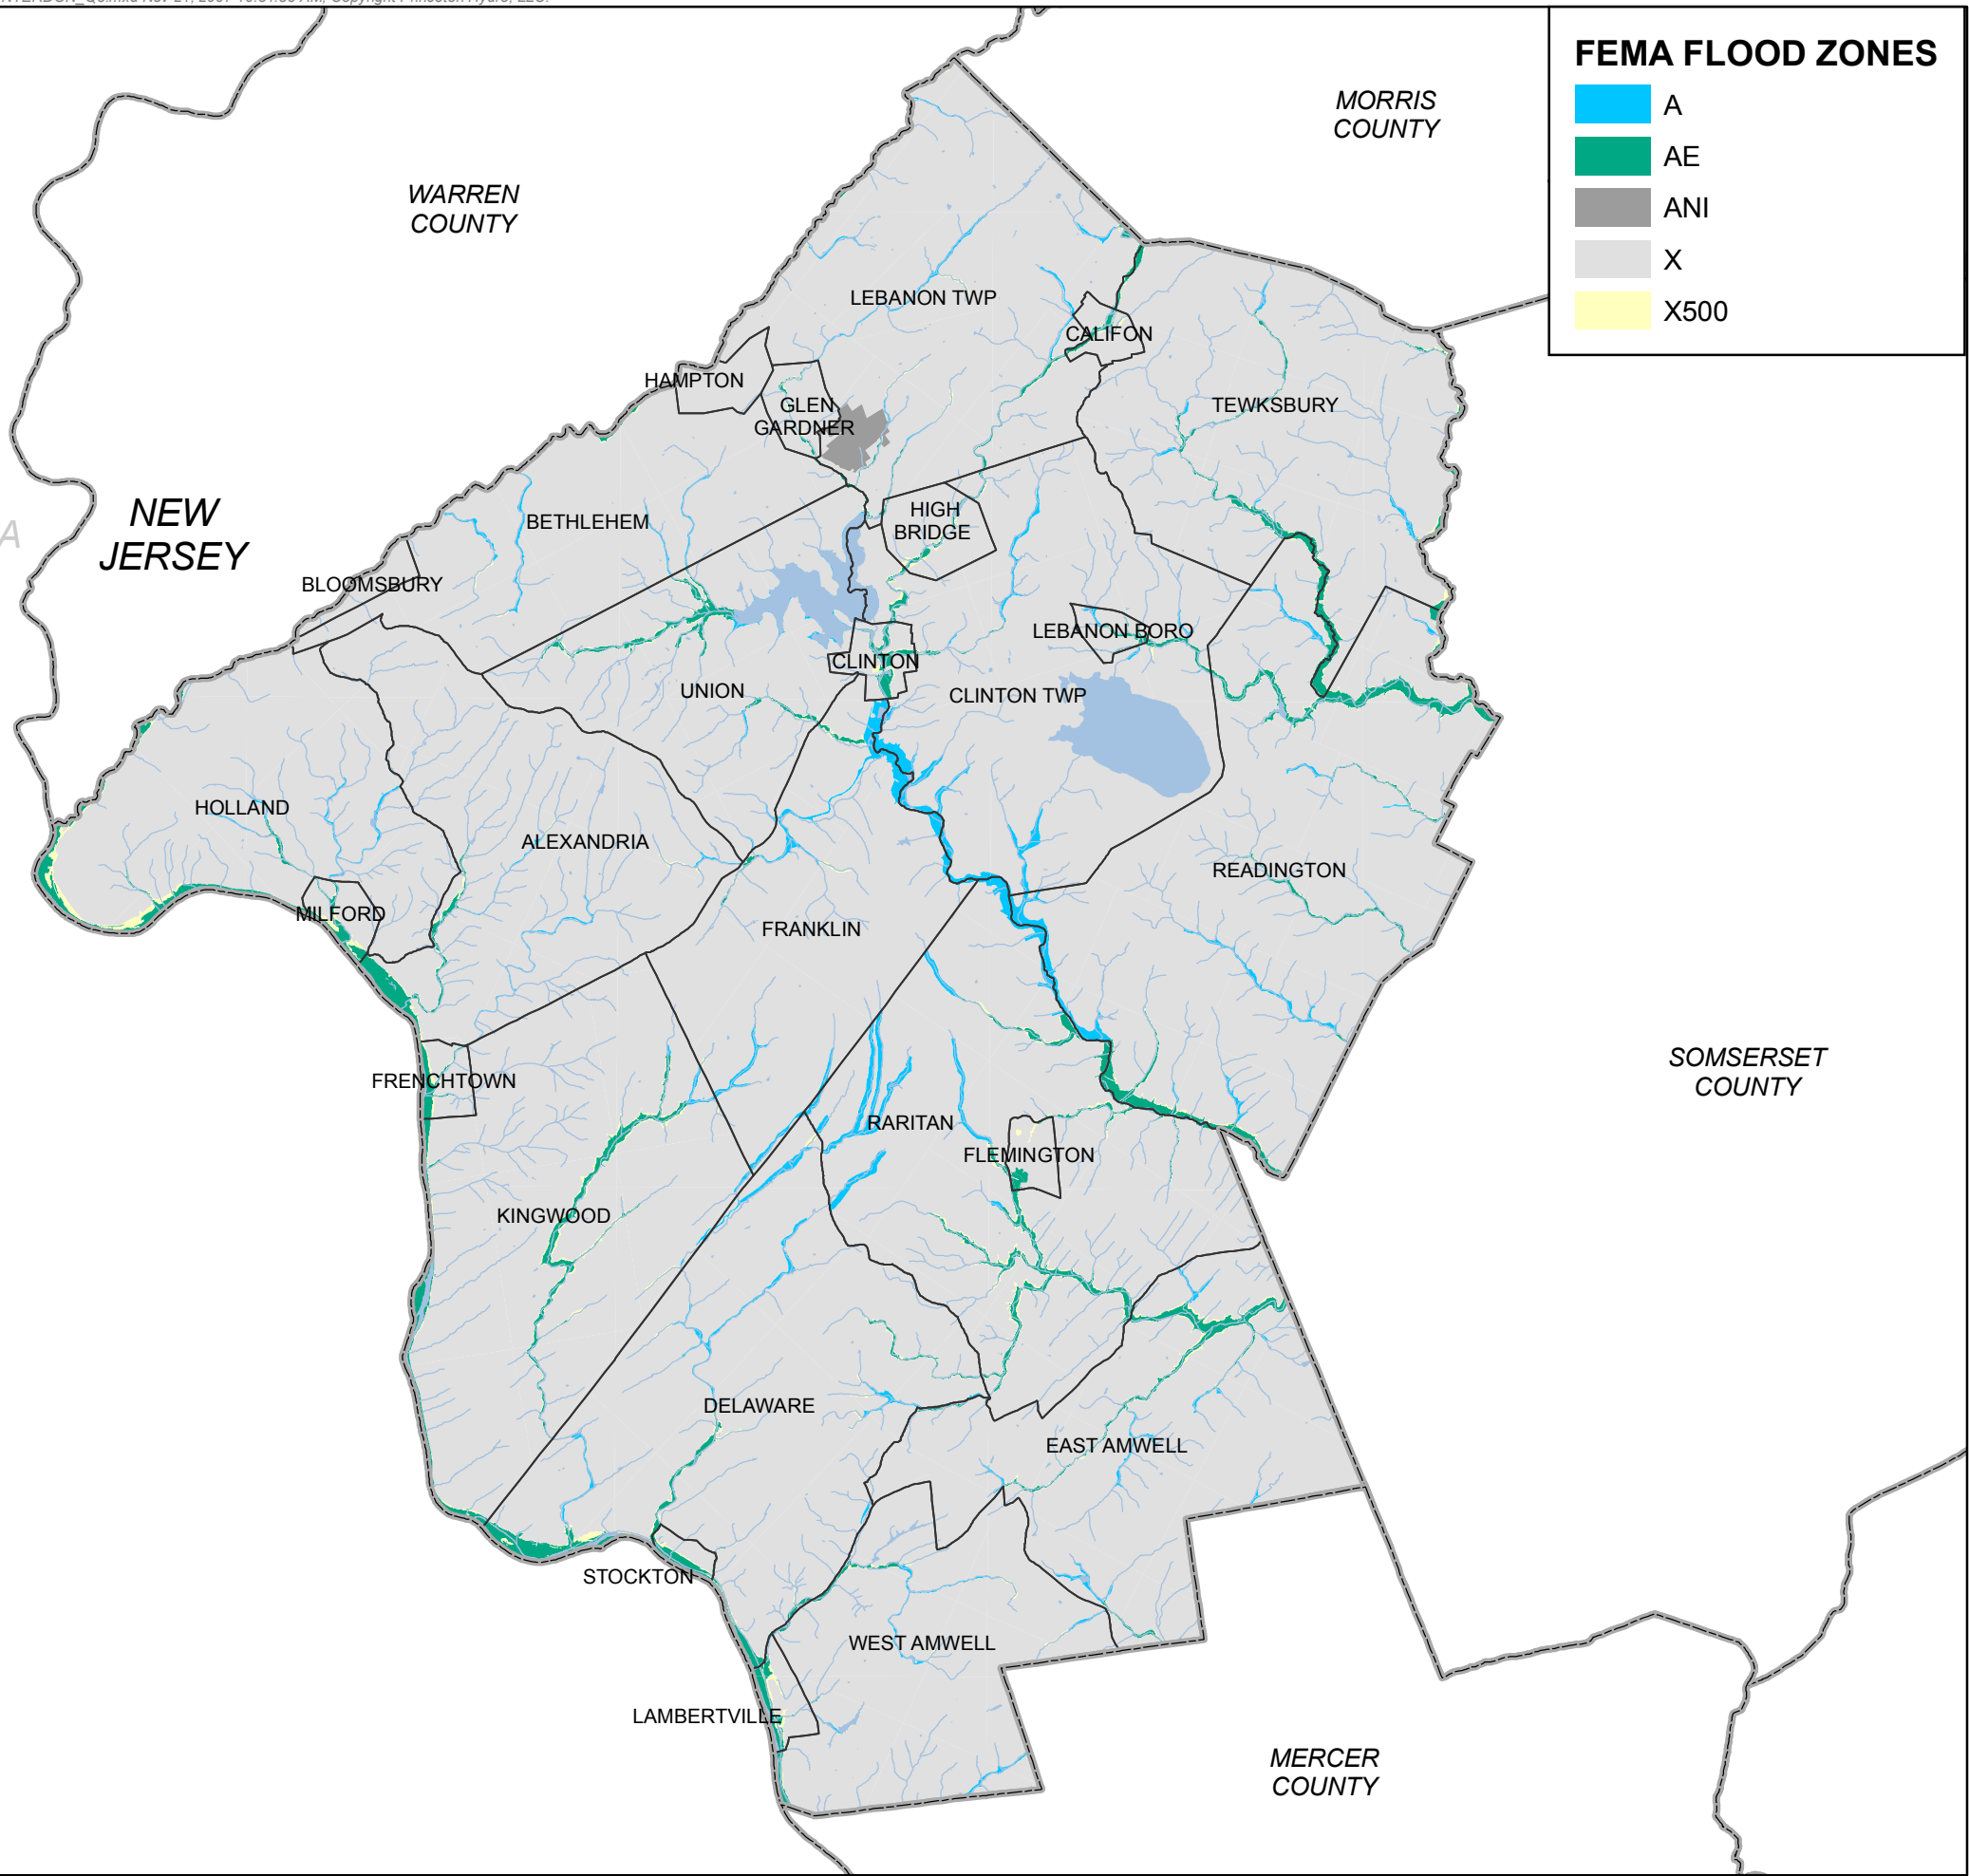 FEMA FLOOD ZONES
A
AE
ANI
X
X500
MORRIS
COUNTY
WARREN
COUNTY
LEBANON TWP
CALIFON
HAMPTON
GLEN
GARDNER
TEWKSBURY
NEW
JERSEY
A
BETHLEHEM
HIGH
BRIDGE
BLOOMSBURY
LEBANON BORO
CLINTON
UNION
CLINTON TWP
HOLLAND
ALEXANDRIA
READINGTON
MILFORD
FRANKLIN
SOMSERSET
COUNTY
FRENCHTOWN
RARITAN
FLEMINGTON
KINGWOOD
DELAWARE
EAST AMWELL
STOCKTON
WEST AMWELL
LAMBERTVILLE
MERCER
COUNTY